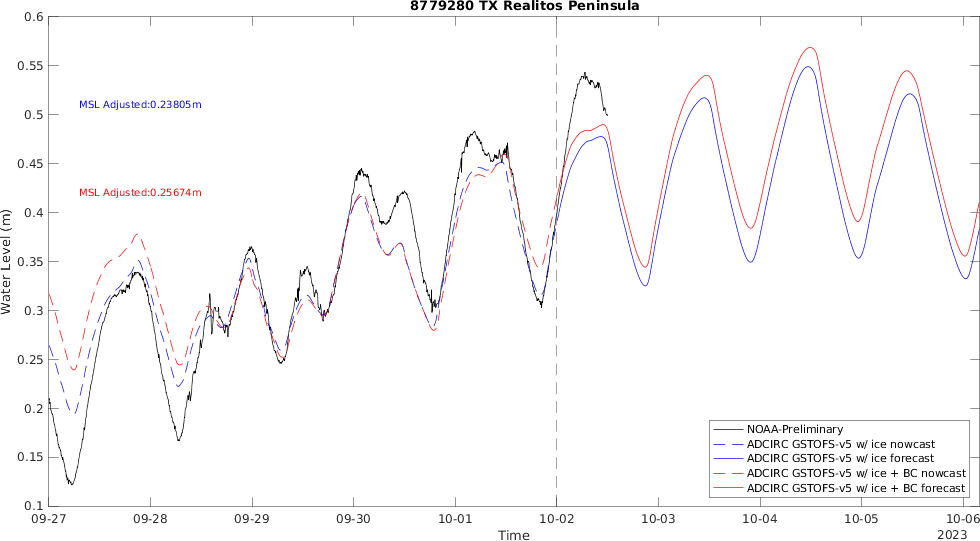 8779280 TX Realitos Peninsula
0.6
0.55
0.5
0.45
0.4
0.35
0.3
0.25
0.2
0.15
0.1
Water Level (m)
MSL Adjusted:0.23805m
MSL Adjusted:0.25674m
NOAA-Preliminary
ADCIRC GSTOFS-v5 w/ ice nowcast
ADCIRC GSTOFS-v5 w/ ice forecast
ADCIRC GSTOFS-v5 w/ ice + BC nowcast
ADCIRC GSTOFS-v5 w/ ice + BC forecast
09-27 09-28 09-29 09-30 10-01 10-02 10-03 10-04 10-05 10-06
Time
2023